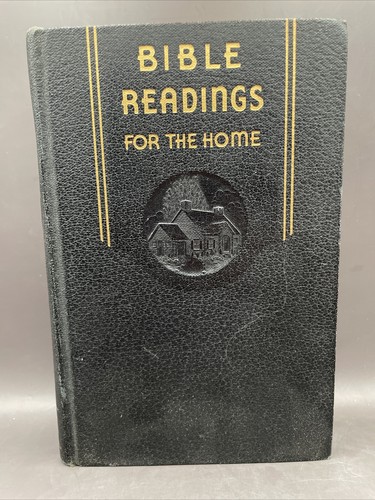 BIBLE
READINGS
FOR THE HOME